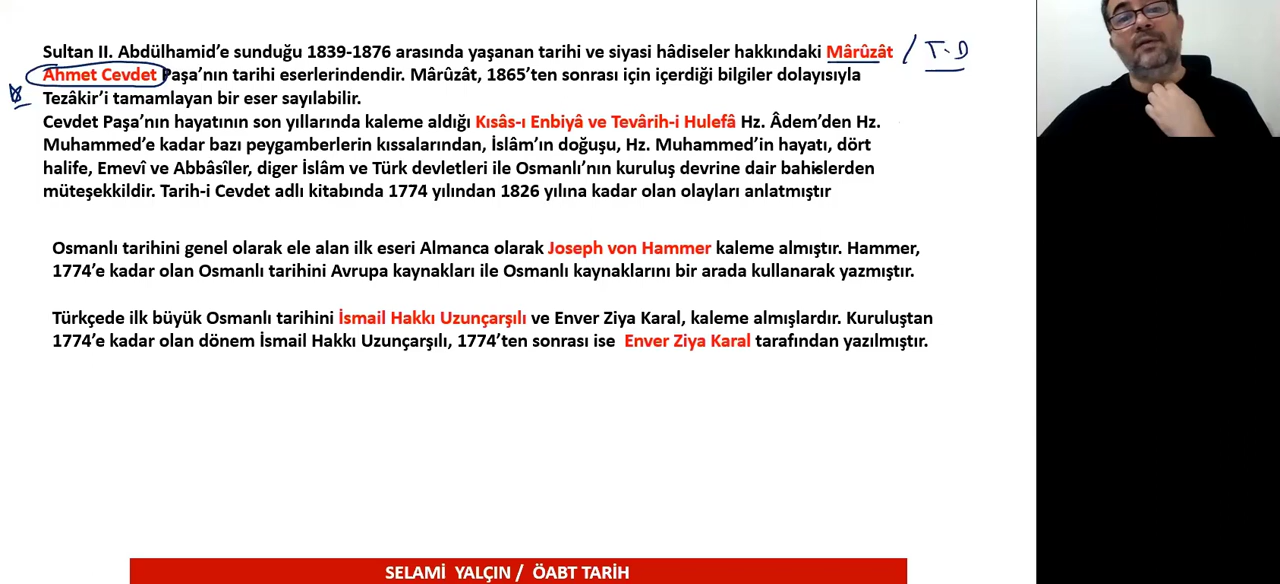 Sultan II. Abdülhamid'e sunduğu 1839-1876 arasında yaşanan tarihi ve siyasi hâdiseler hakkındaki Mârûzât / T-D
Ahmet Cevdet Paşa'nın tarihi eserlerindendir. Mârûzât, 1865'ten sonrası için içerdiği bilgiler dolayısıyla
Tezâkir'i tamamlayan bir eser sayılabilir.
Cevdet Paşa'nın hayatının son yıllarında kaleme aldığı Kısâs-ı Enbiyâ ve Tevârih-i Hulefâ Hz. Âdem'den Hz.
Muhammed'e kadar bazı peygamberlerin kıssalarından, İslâm'ın doğuşu, Hz. Muhammed'in hayatı, dört
halife, Emevî ve Abbâsîler, diger İslâm ve Türk devletleri ile Osmanlı'nın kuruluş devrine dair bahislerden
müteşekkildir. Tarih-i Cevdet adlı kitabında 1774 yılından 1826 yılına kadar olan olayları anlatmıştır
Osmanlı tarihini genel olarak ele alan ilk eseri Almanca olarak Joseph von Hammer kaleme almıştır. Hammer,
1774'e kadar olan Osmanlı tarihini Avrupa kaynakları ile Osmanlı kaynaklarını bir arada kullanarak yazmıştır.
Türkçede ilk büyük Osmanlı tarihini İsmail Hakkı Uzunçarşılı ve Enver Ziya Karal, kaleme almışlardır. Kuruluştan
1774'e kadar olan dönem İsmail Hakkı Uzunçarşılı, 1774'ten sonrası ise Enver Ziya Karal tarafından yazılmıştır.
SELAMİ YALÇIN / ÖABT TARİH